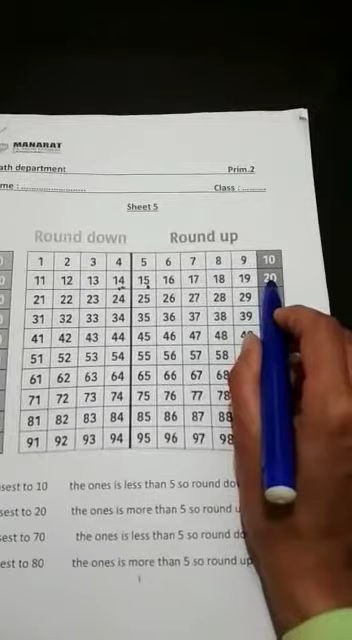 MANARAT
ath department Prim.2
me : .................... Class : .........
Sheet 5
Round down Round up
1 2 3 4 5 6 7 8 9 10
11 12 13 14 15 16 17 18 19 20
21 22 23 24 25 26 27 28 29
31 32 33 34 35 36 37 38 39
41 42 43 44 45 46 47 48
51 52 53 54 55 56 57 58
61 62 63 64 65 66 67 68
71 72 73 74 75 76 77 78
81 82 83 84 85 86 87 88
91 92 93 94 95 96 97 98
sest to 10 the ones is less than 5 so round do
sest to 20 the ones is more than 5 so round u
est to 70 the ones is less than 5 so round do
est to 80 the ones is more than 5 so round up